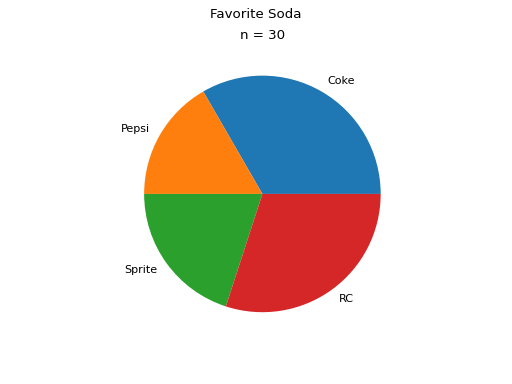 Favorite Soda
n = 30
Coke
Pepsi
Sprite
RC